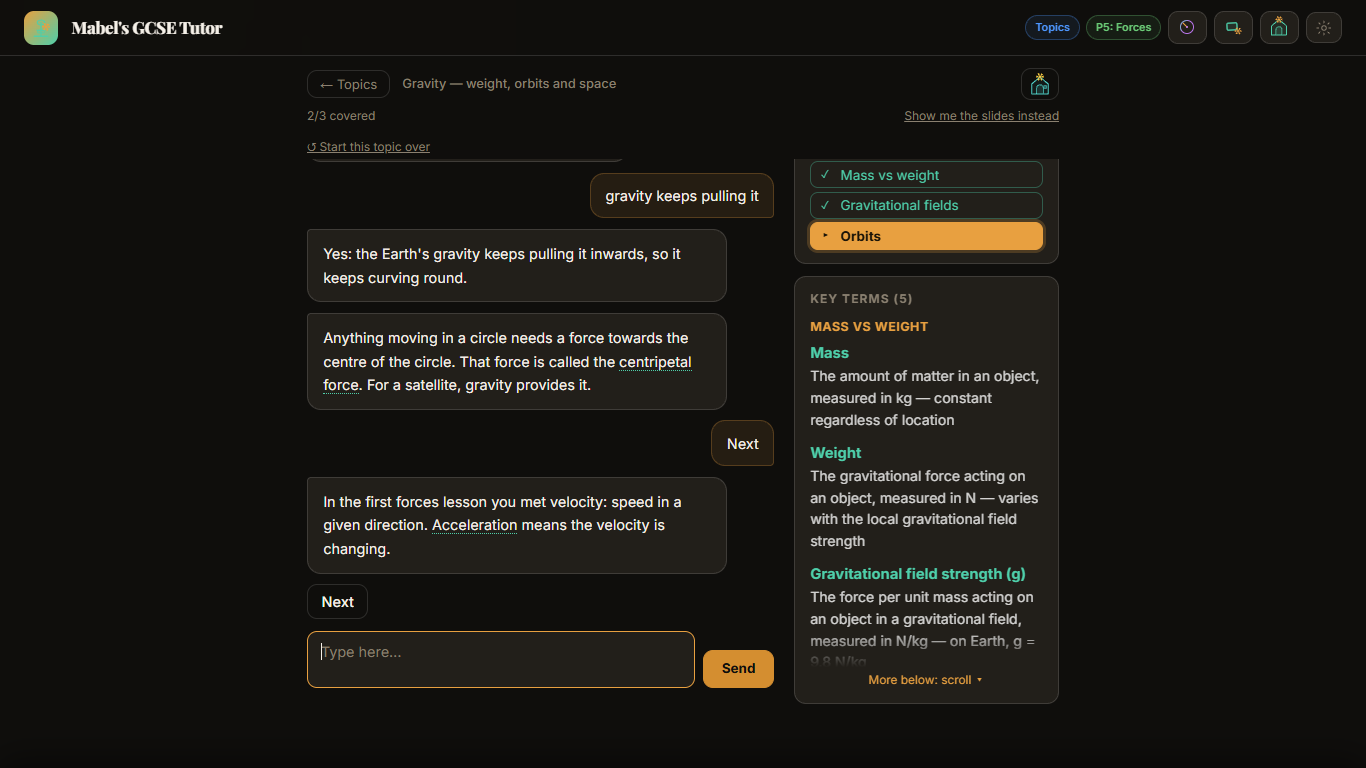 Mabel's GCSE Tutor
Topics
P5: Forces
← Topics
Gravity — weight, orbits and space
2/3 covered
Show me the slides instead
↺ Start this topic over
gravity keeps pulling it
Yes: the Earth's gravity keeps pulling it inwards, so it
keeps curving round.
Anything moving in a circle needs a force towards the
centre of the circle. That force is called the centripetal
force. For a satellite, gravity provides it.
Next
In the first forces lesson you met velocity: speed in a
given direction. Acceleration means the velocity is
changing.
Next
Type here...
Send
✓ Mass vs weight
✓ Gravitational fields
‣ Orbits
KEY TERMS (5)
MASS VS WEIGHT
Mass
The amount of matter in an object,
measured in kg — constant
regardless of location
Weight
The gravitational force acting on
an object, measured in N — varies
with the local gravitational field
strength
Gravitational field strength (g)
The force per unit mass acting on
an object in a gravitational field,
measured in N/kg — on Earth, g =
9.8 N/kg
More below: scroll ▾